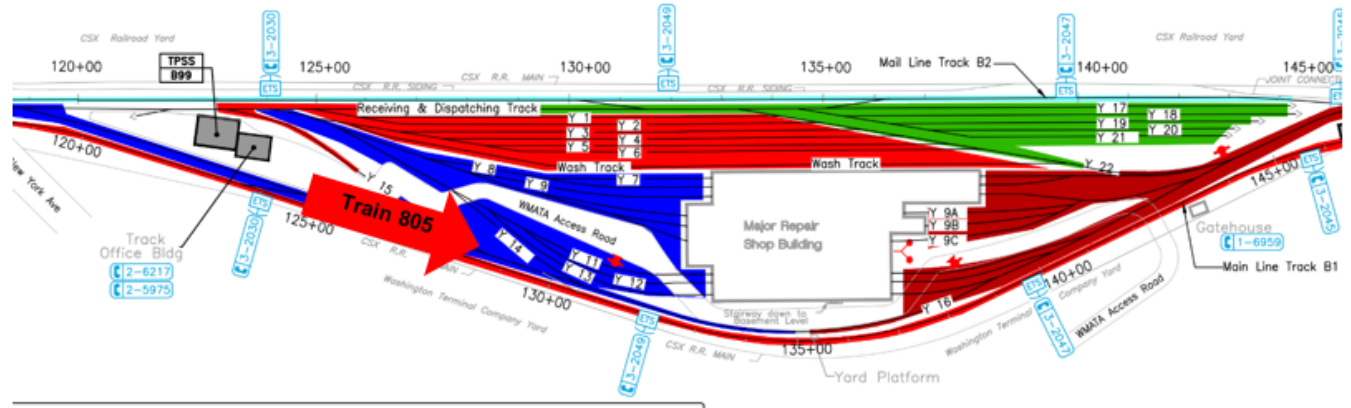 CSX Railroad Yard
3-2030
3-2049
3-2047
CSX Railroad Yard
120+00
TPSS
B99
125+00
CSX R.R. MAIN
130+00
135+00
Mail Line Track B2
140+00
145+00
ETS
CSX R.R. SIDING
ETS
CSX R.R. SIDING
ETS
JOINT CONNECTI
Receiving & Dispatching Track
Y 1
Y 2
Y 3
Y 4
Y 5
Y 6
Y 17
Y 18
Y 19
Y 20
Y 21
Y 22
120+00
Wash Track
Wash Track
Y 15
Y 8
Y 9
Y 7
New York Ave
Train 805
WMATA Access Road
Major Repair
Shop Building
Y 9A
Y 9B
Y 9C
ETS
145+00
3-2045
Gatehouse
1-6959
Main Line Track B1
Track
Office Bldg
2-6217
2-5975
ETS
3-2030
125+00
CSX R.R. MAIN
Y 14
Y 11
Y 13
Y 12
Y 16
Washington Terminal Company Yard
130+00
ETS
3-2049
Stairway down to
Basement Level
CSX R.R. MAIN
135+00
Yard Platform
Washington Terminal
Company Yard
ETS
3-2047
140+00
WMATA Access Road